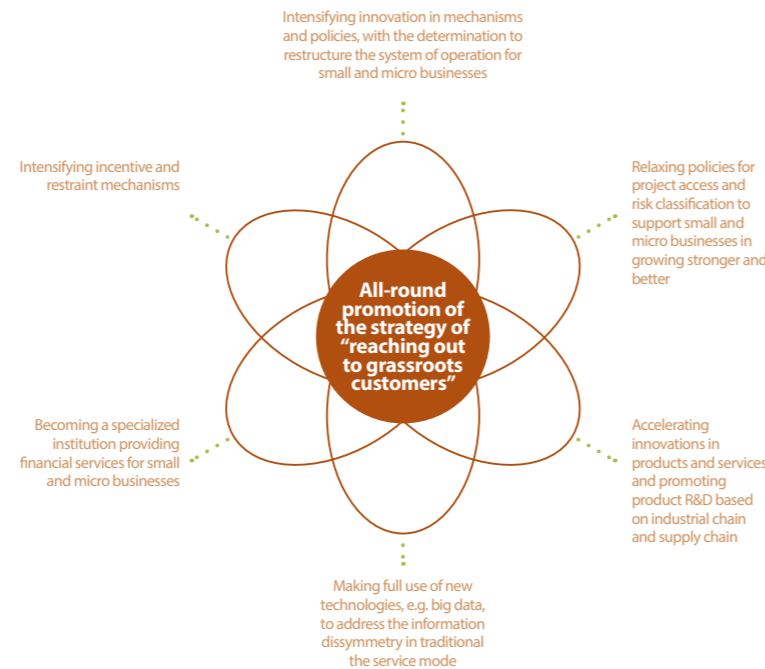 Intensifying innovation in mechanisms
and policies, with the determination to
restructure the system of operation for
small and micro businesses
Intensifying incentive and
restraint mechanisms
Relaxing policies for
project access and
risk classification to
support small and
micro businesses in
growing stronger and
better
All-round
promotion of
the strategy of
“reaching out
to grassroots
customers”
Becoming a specialized
institution providing
financial services for small
and micro businesses
Accelerating
innovations in
products and services
and promoting
product R&D based
on industrial chain
and supply chain
Making full use of new
technologies, e.g. big data,
to address the information
dissymmetry in traditional
the service mode